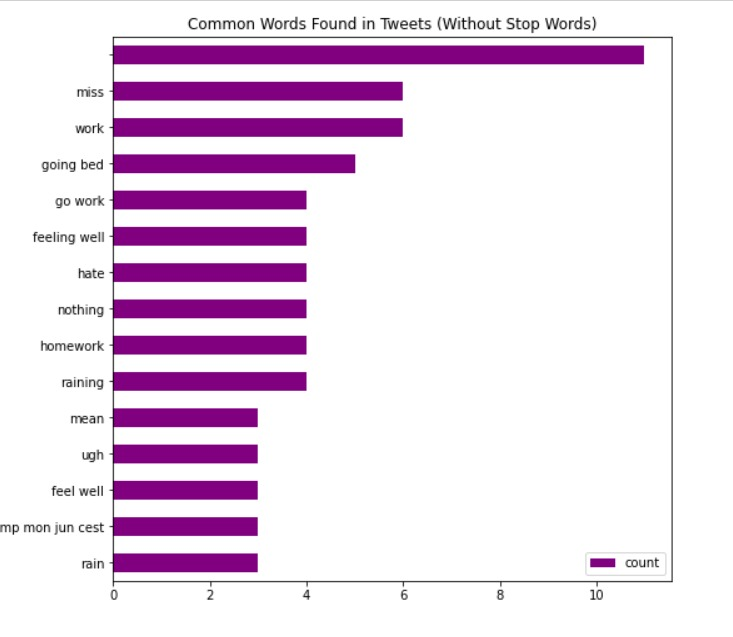 Common Words Found in Tweets (Without Stop Words)
miss
work
going bed
go work
feeling well
hate
nothing
homework
raining
mean
ugh
feel well
mp mon jun cest
rain
count
0 2 4 6 8 10